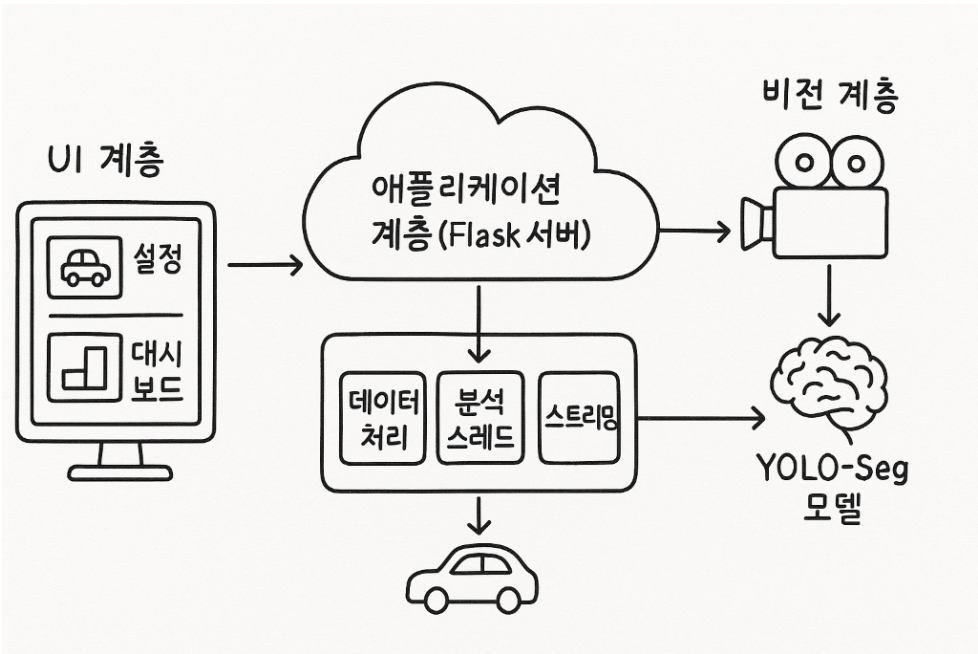 UI 계층
설정
대시
보드
애플리케이션
계층(Flask 서버)
데이터
처리
분석
스레드
스트리밍
비전 계층
YOLO-Seg
모델